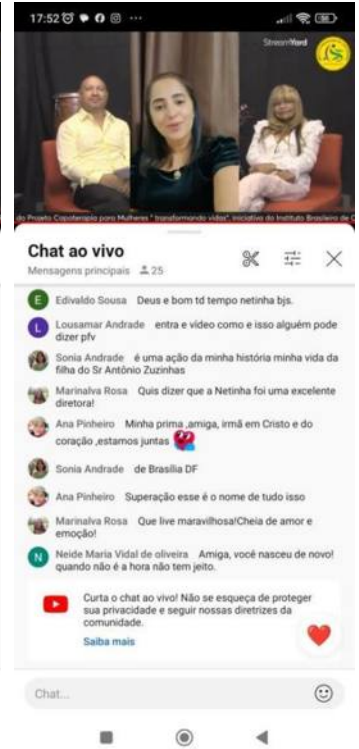 17:52
StreamYard
do Projeto Capoterapia para Mulheres " transformando vidas". iniciativa do Instituto Brasileiro de C
Chat ao vivo
Mensagens principais 25
E Edivaldo Sousa Deus e bom td tempo netinha bjs.
L Lousamar Andrade entra e vídeo como e isso alguém pode
dizer pfv
Sonia Andrade é uma ação da minha história minha vida da
filha do Sr Antônio Zuzinhas
Marinalva Rosa Quis dizer que a Netinha foi uma excelente
diretora!
Ana Pinheiro Minha prima ,amiga, irmã em Cristo e do
coração ,estamos juntas
Sonia Andrade de Brasília DF
Ana Pinheiro Superação esse é o nome de tudo isso
Marinalva Rosa Que live maravilhosa!Cheia de amor e
emoção!
N Neide Maria Vidal de oliveira Amiga, você nasceu de novo!
quando não é a hora não tem jeito.
Curta o chat ao vivo! Não se esqueça de proteger
sua privacidade e seguir nossas diretrizes da
comunidade.
Saiba mais
Chat...